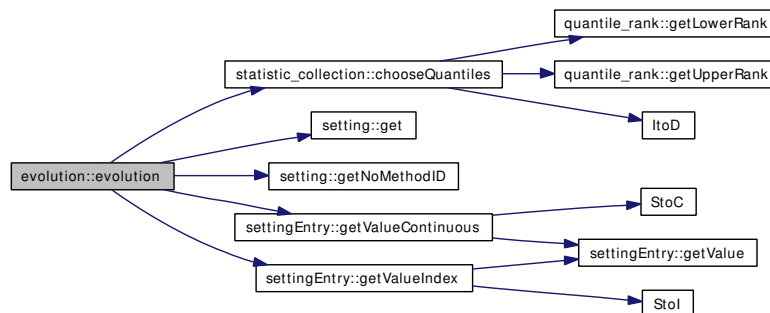 quantile_rank::getLowerRank
statistic_collection::chooseQuantiles
quantile_rank::getUpperRank
setting::get
ItoD
evolution::evolution
setting::getNoMethodID
StoC
settingEntry::getValueContinuous
settingEntry::getValue
settingEntry::getValueIndex
StoI